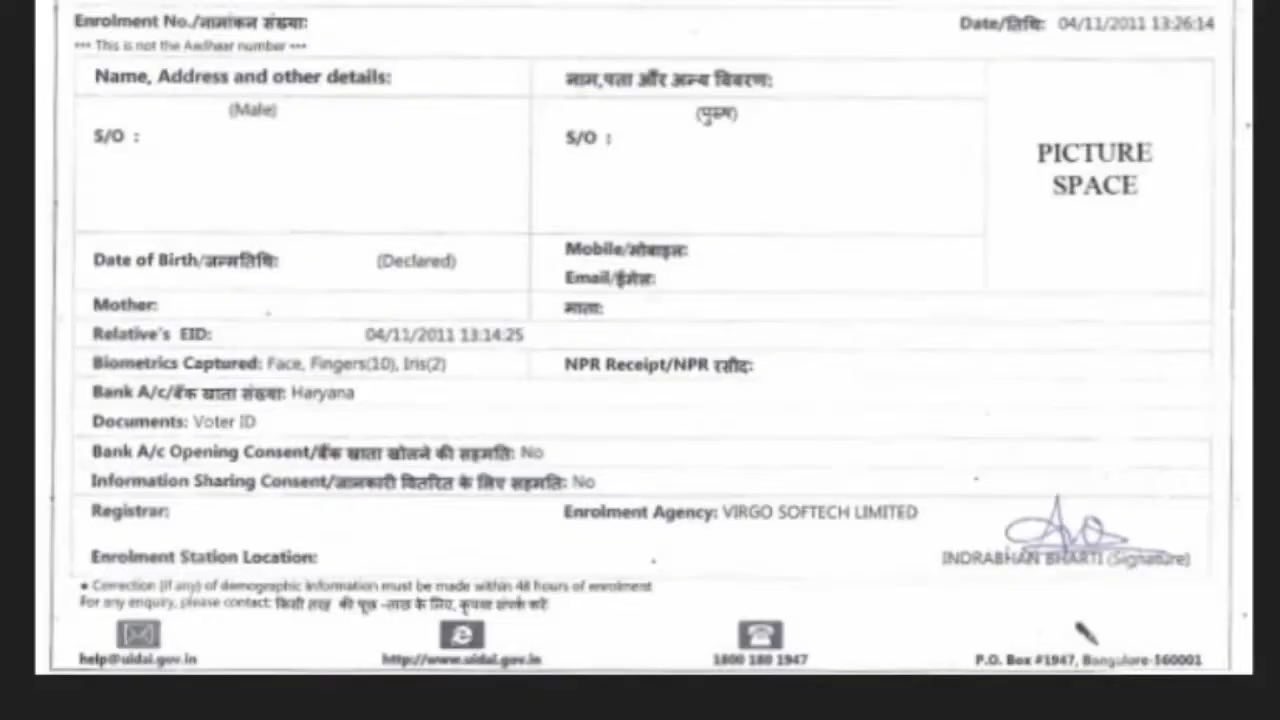 Enrolment No./नामांकन संख्याः
Date/तिथिः 04/11/2011 13:26:14
*** This is not the Aadhaar number ***
Name, Address and other details:
नाम,पता और अन्य विवरणः
(Male)
(पुरुष)
S/O :
S/O :
PICTURE
SPACE
Date of Birth/जन्मतिथिः (Declared)
Mobile/मोबाइलः
Email/ईमेलः
Mother:
माताः
Relative's EID: 04/11/2011 13:14:25
Biometrics Captured: Face, Fingers(10), Iris(2)
NPR Receipt/NPR रसीदः
Bank A/c/बैंक खाता संख्याः Haryana
Documents: Voter ID
Bank A/c Opening Consent/बैंक खाता खोलने की सहमतिः No
Information Sharing Consent/जानकारी वितरित के लिए सहमतिः No
Registrar:
Enrolment Agency: VIRGO SOFTECH LIMITED
Enrolment Station Location:
INDRABHAN BHARTI (Signature)
• Correction (if any) of demographic information must be made within 48 hours of enrolment
For any enquiry, please contact: किसी तरह की पूछ -ताछ के लिए, कृपया संपर्क करें
help@uidai.gov.in
http://www.uidai.gov.in
1800 180 1947
P.O. Box #1947, Bangalore-560001